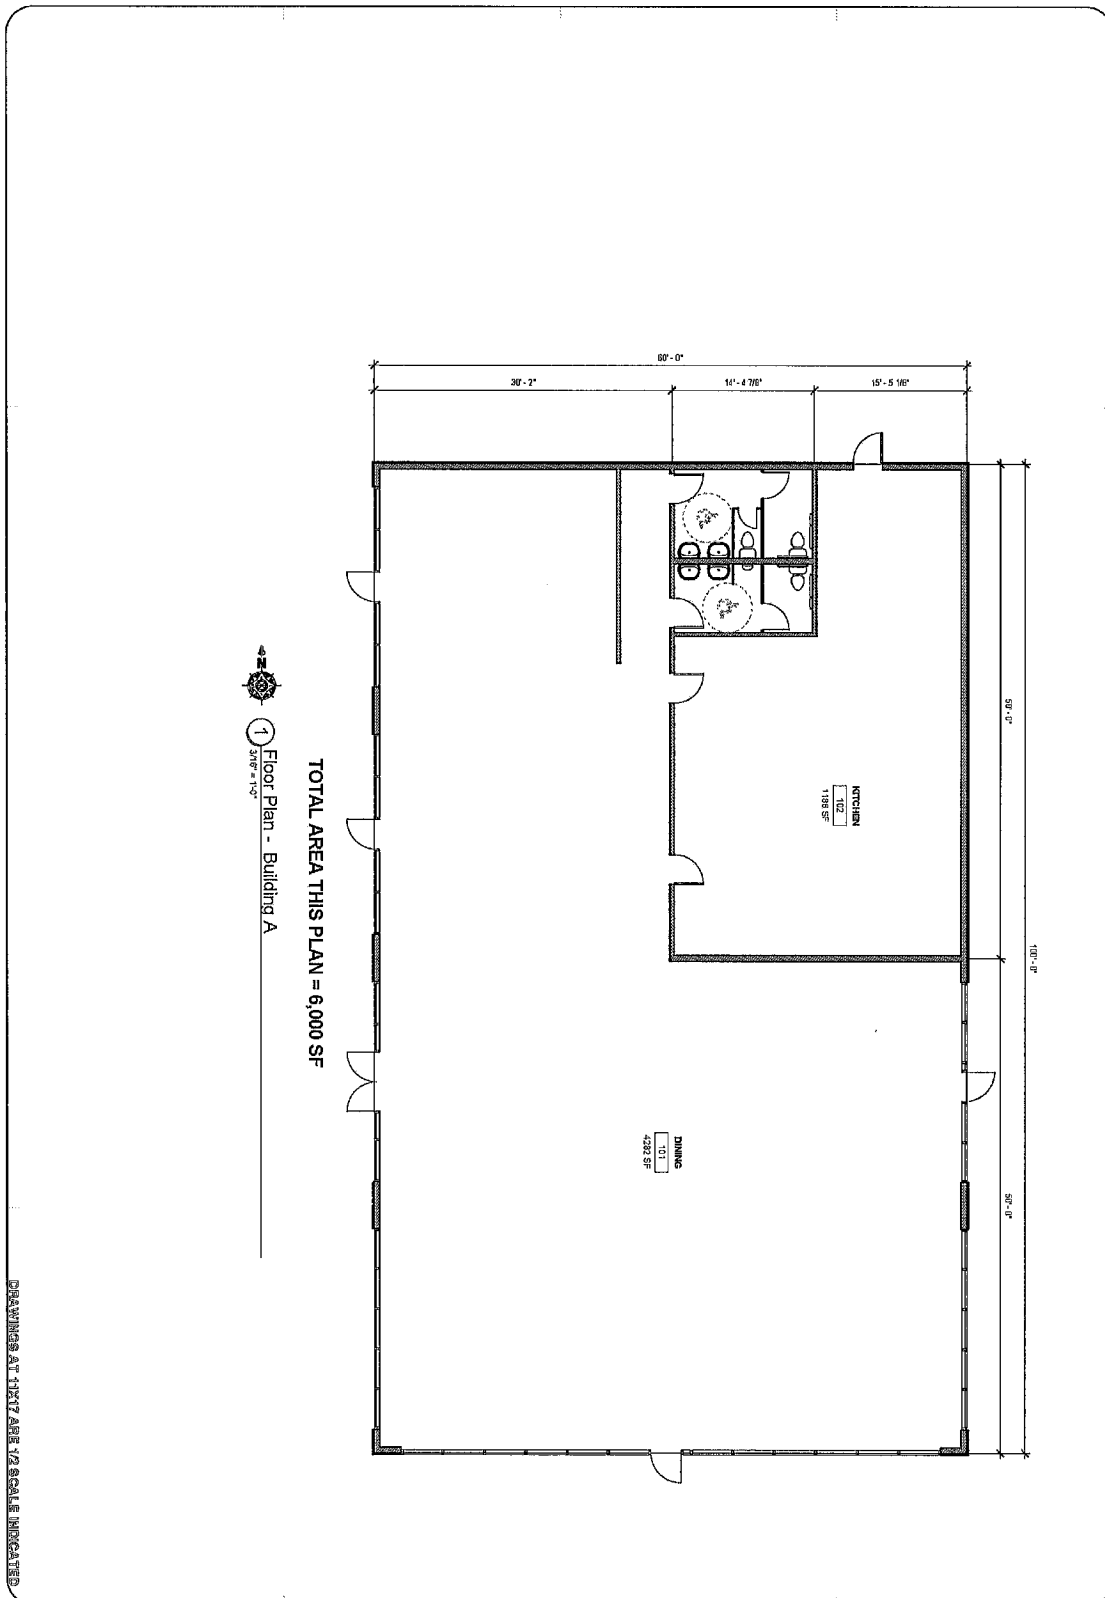 60' - 0"
30' - 2"
14' - 4 7/8"
15' - 5 1/8"
50' - 0"
100' - 0"
50' - 0"
KITCHEN
102
1186 SF
DINING
101
4282 SF
TOTAL AREA THIS PLAN = 6,000 SF
N
1
Floor Plan - Building A
3/16" = 1'-0"
DRAWINGS AT 11X17 ARE 1/2 SCALE INDICATED